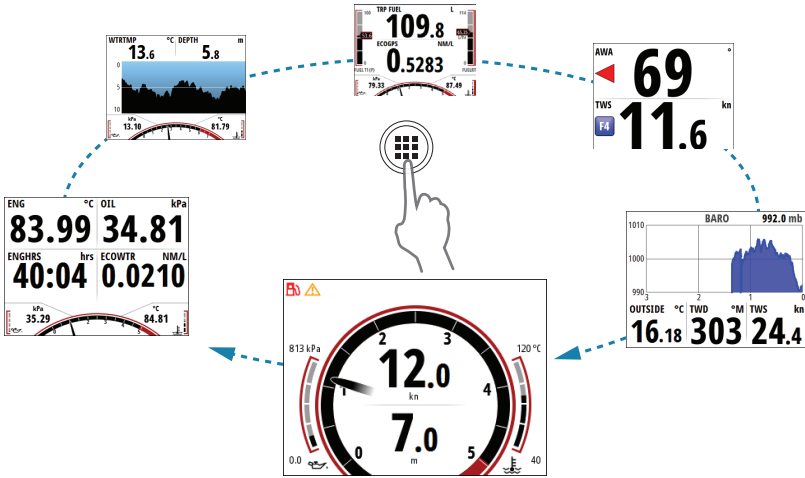 WTRTMP °C DEPTH m
13.6 5.8
0
5
10
kPa °C
13.10 81.79
TRP FUEL L
109.8
ECOGPS NM/L
0.5283
kPa °C
79.33 87.49
AWA °
69
TWS kn
F4 11.6
ENG °C OIL kPa
83.99 34.81
ENGHRS hrs ECOWTR NM/L
40:04 0.0210
kPa °C
35.29 84.81
BARO 992.0 mb
1010
1000
990
3 2 1 0
OUTSIDE °C TWD °M TWS kn
16.18 303 24.4
813 kPa 120 °C
2 3
12.0
kn
1 4
7.0
m
0 5
0.0 40